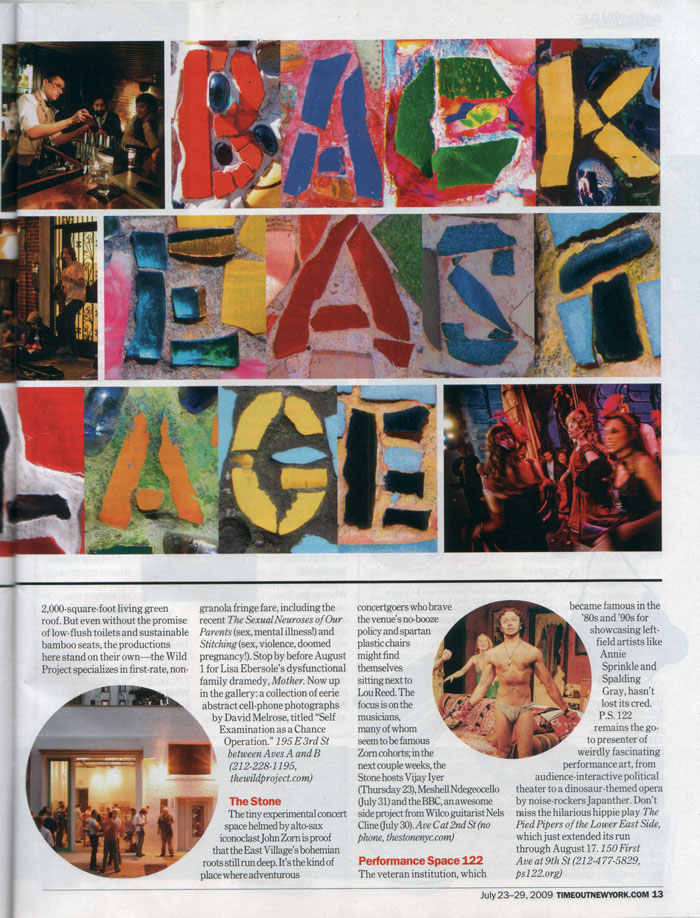 BACK
EAST
LAGE
2,000-square-foot living green
roof. But even without the promise
of low-flush toilets and sustainable
bamboo seats, the productions
here stand on their own—the Wild
Project specializes in first-rate, non-
granola fringe fare, including the
recent The Sexual Neuroses of Our
Parents (sex, mental illness!) and
Stitching (sex, violence, doomed
pregnancy!). Stop by before August
1 for Lisa Ebersole's dysfunctional
family dramedy, Mother. Now up
in the gallery: a collection of eerie
abstract cell-phone photographs
by David Melrose, titled “Self
Examination as a Chance
Operation.” 195 E 3rd St
between Aves A and B
(212-228-1195,
thewildproject.com)
The Stone
The tiny experimental concert
space helmed by alto-sax
iconoclast John Zorn is proof
that the East Village's bohemian
roots still run deep. It's the kind of
place where adventurous
concertgoers who brave
the venue's no-booze
policy and spartan
plastic chairs
might find
themselves
sitting next to
Lou Reed. The
focus is on the
musicians,
many of whom
seem to be famous
Zorn cohorts; in the
next couple weeks, the
Stone hosts Vijay Iyer
(Thursday 23), Meshell Ndegeocello
(July 31) and the BBC, an awesome
side project from Wilco guitarist Nels
Cline (July 30). Ave C at 2nd St (no
phone, thestonenyc.com)
Performance Space 122
The veteran institution, which
became famous in the
'80s and '90s for
showcasing left-
field artists like
Annie
Sprinkle and
Spalding
Gray, hasn't
lost its cred.
P.S. 122
remains the go-
to presenter of
weirdly fascinating
performance art, from
audience-interactive political
theater to a dinosaur-themed opera
by noise-rockers Japanther. Don't
miss the hilarious hippie play The
Pied Pipers of the Lower East Side,
which just extended its run
through August 17. 150 First
Ave at 9th St (212-477-5829,
ps122.org)
July 23–29, 2009 TIMEOUTNEWYORK.COM 13